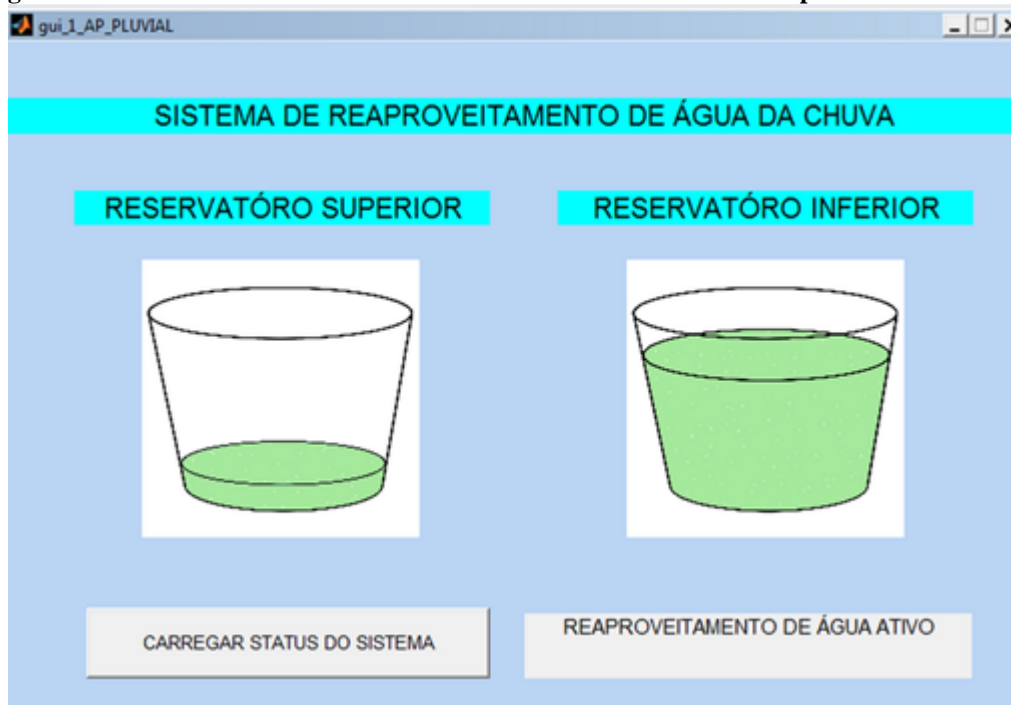 gui_1_AP_PLUVIAL
SISTEMA DE REAPROVEITAMENTO DE ÁGUA DA CHUVA
RESERVATÓRO SUPERIOR
RESERVATÓRO INFERIOR
CARREGAR STATUS DO SISTEMA
REAPROVEITAMENTO DE ÁGUA ATIVO